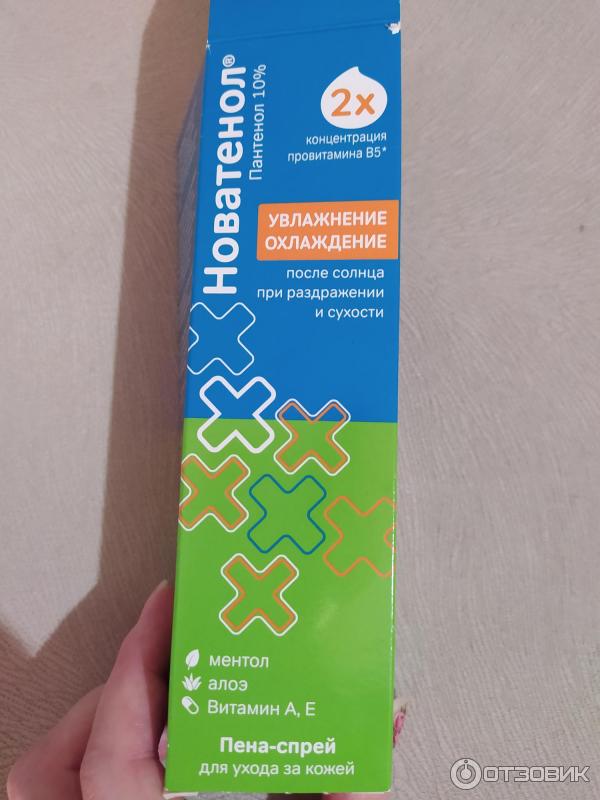 Новатенол®
Пантенол 10%
2x
концентрация
провитамина B5*
УВЛАЖНЕНИЕ
ОХЛАЖДЕНИЕ
после солнца
при раздражении
и сухости
ментол
алоэ
Витамин А, Е
Пена-спрей
для ухода за кожей
ОТЗОВИК